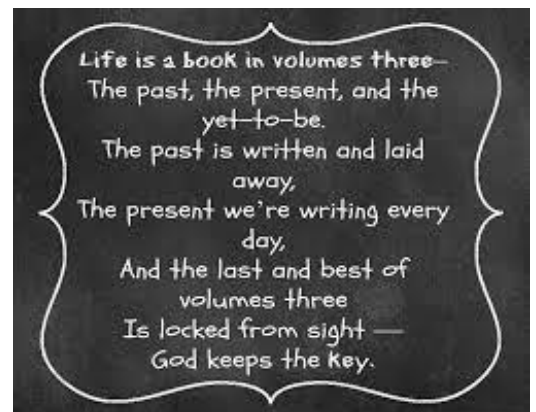 Life is a book in volumes three—
The past, the present, and the
yet-to-be.
The past is written and laid
away,
The present we're writing every
day,
And the last and best of
volumes three
Is locked from sight —
God keeps the key.